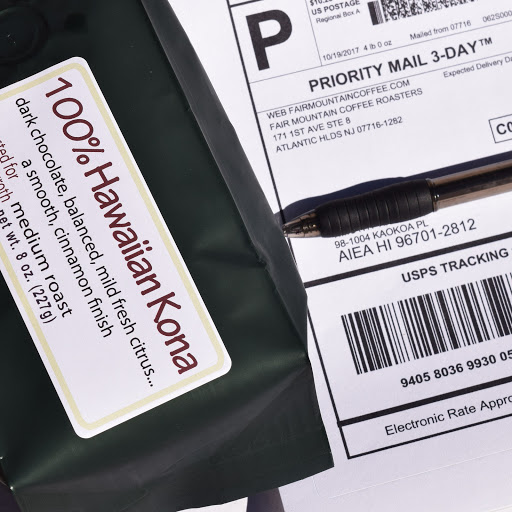 100% Hawaiian Kona
dark chocolate, balanced, mild fresh citrus...
a smooth, cinnamon finish
medium roast
net wt. 8 oz. (227g)
for
P
US POSTAGE
Regional Box A
10/19/2017 4 lb 0 oz
Mailed from 07716
PRIORITY MAIL 3-DAY™
Expected Delivery
WEB FAIRMOUNTAINCOFFEE.COM
FAIR MOUNTAIN COFFEE ROASTERS
171 1ST AVE STE 8
ATLANTIC HLDS NJ 07716-1282
98-1004 KAOKOA PL
AIEA HI 96701-2812
USPS TRACKING
9405 8036 9930 05
Electronic Rate Appro